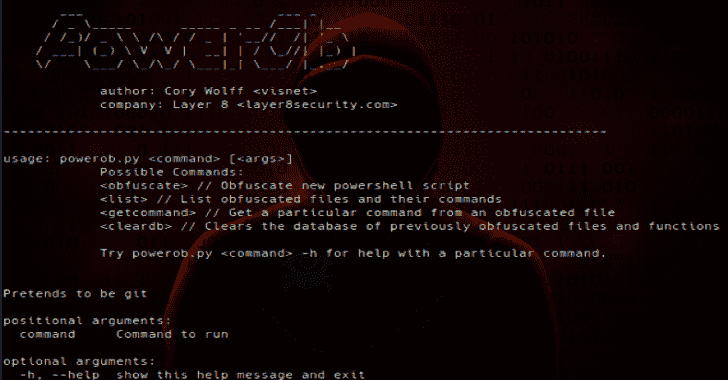 PowerOb
author: Cory Wolff <visnet>
company: Layer 8 <layer8security.com>
-----------------------------------------------------------------------------
usage: powerob.py <command> [<args>]
Possible Commands:
<obfuscate> // Obfuscate new powershell script
<list> // List obfuscated files and their commands
<getcommand> // Get a particular command from an obfuscated file
<cleardb> // Clears the database of previously obfuscated files and functions
Try powerob.py <command> -h for help with a particular command.
Pretends to be git
positional arguments:
command Command to run
optional arguments:
-h, --help show this help message and exit